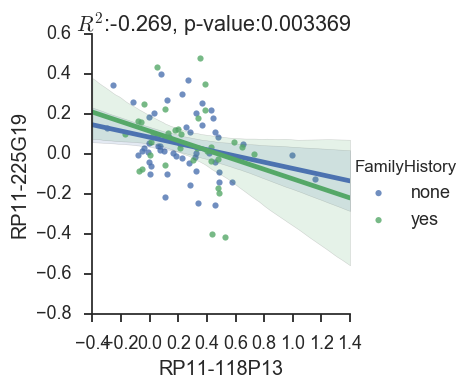 R²:-0.269, p-value:0.003369
0.6
0.4
0.2
0.0
−0.2
−0.4
−0.6
−0.8
RP11-225G19
−0.4−0.20.0 0.2 0.4 0.6 0.8 1.0 1.2 1.4
RP11-118P13
FamilyHistory
none
yes